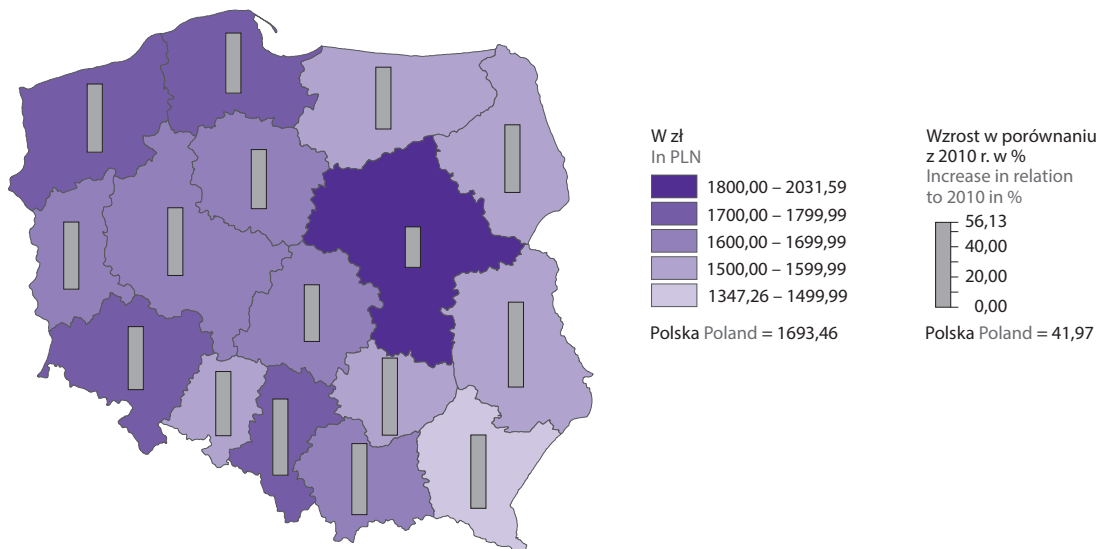 W zł
In PLN
1800,00 – 2031,59
1700,00 – 1799,99
1600,00 – 1699,99
1500,00 – 1599,99
1347,26 – 1499,99
Polska Poland = 1693,46
Wzrost w porównaniu
z 2010 r. w %
Increase in relation
to 2010 in %
56,13
40,00
20,00
0,00
Polska Poland = 41,97